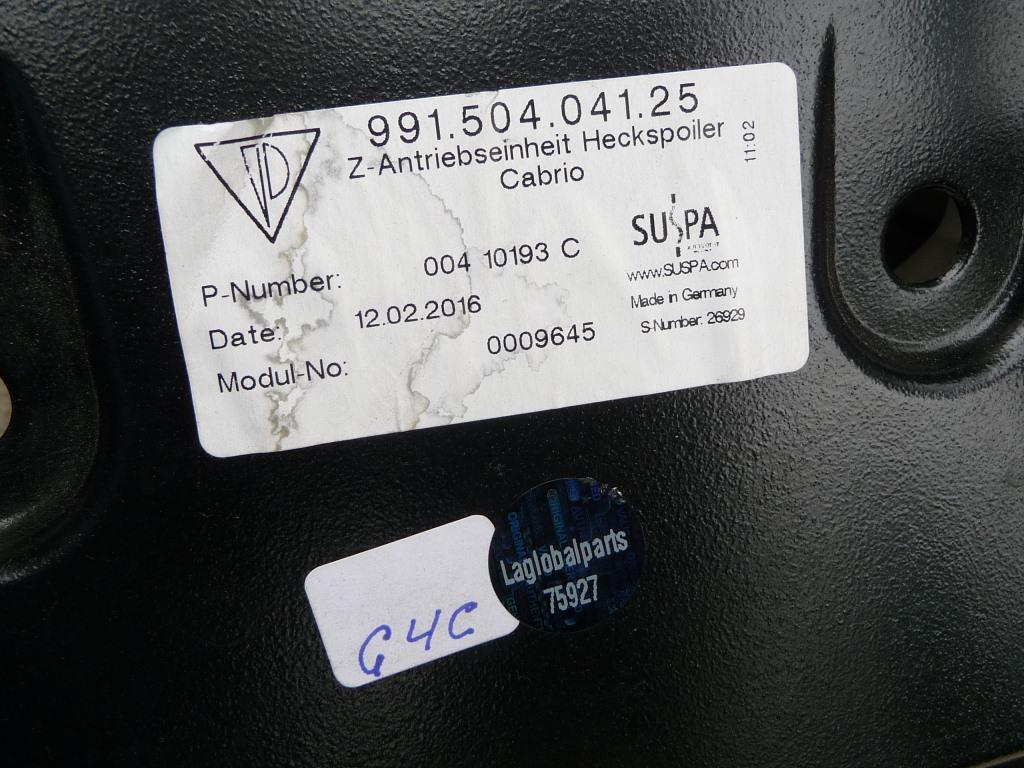 991.504.041.25
Z-Antriebseinheit Heckspoiler
Cabrio
11:02
P-Number: 004 10193 C
Date: 12.02.2016
Modul-No: 0009645
SUSPA
www.SUSPA.com
Made in Germany
S-Number: 26929
G4C
Laglobalparts
75927